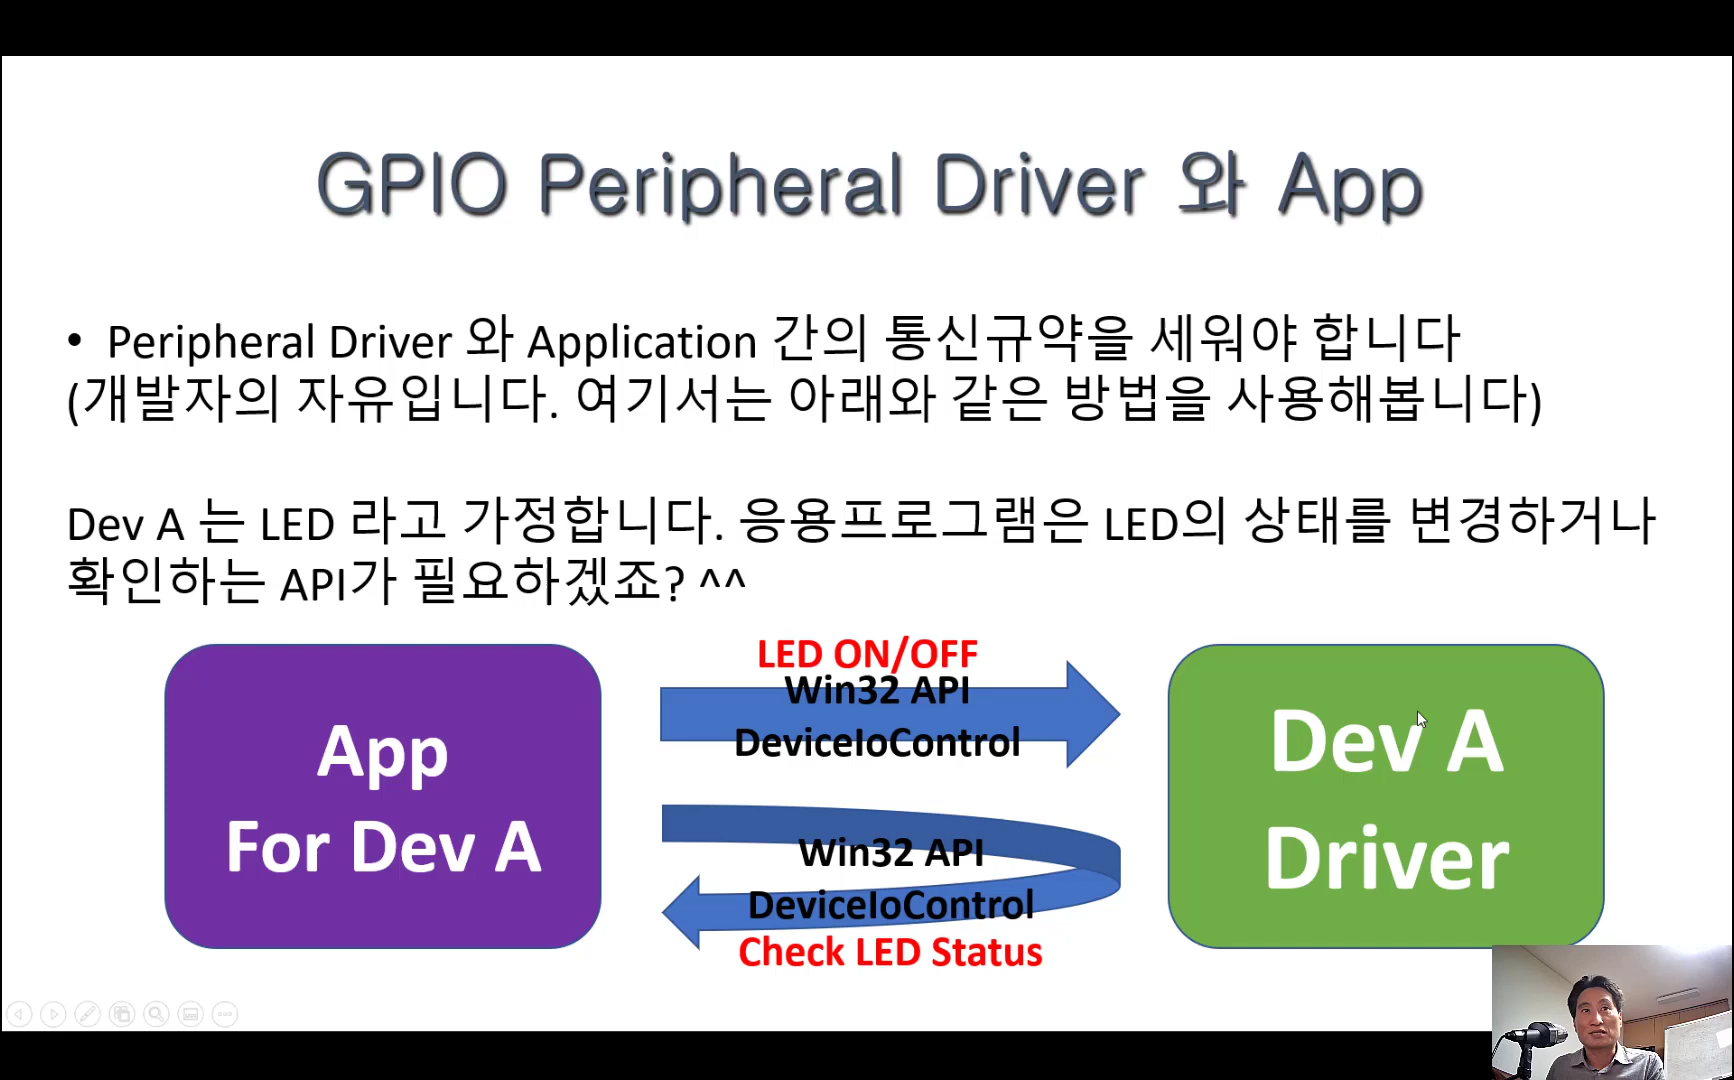 GPIO Peripheral Driver 와 App
• Peripheral Driver 와 Application 간의 통신규약을 세워야 합니다
(개발자의 자유입니다. 여기서는 아래와 같은 방법을 사용해봅니다)
Dev A 는 LED 라고 가정합니다. 응용프로그램은 LED의 상태를 변경하거나
확인하는 API가 필요하겠죠? ^^
App
For Dev A
LED ON/OFF
Win32 API
DeviceIoControl
Win32 API
DeviceIoControl
Check LED Status
Dev A
Driver